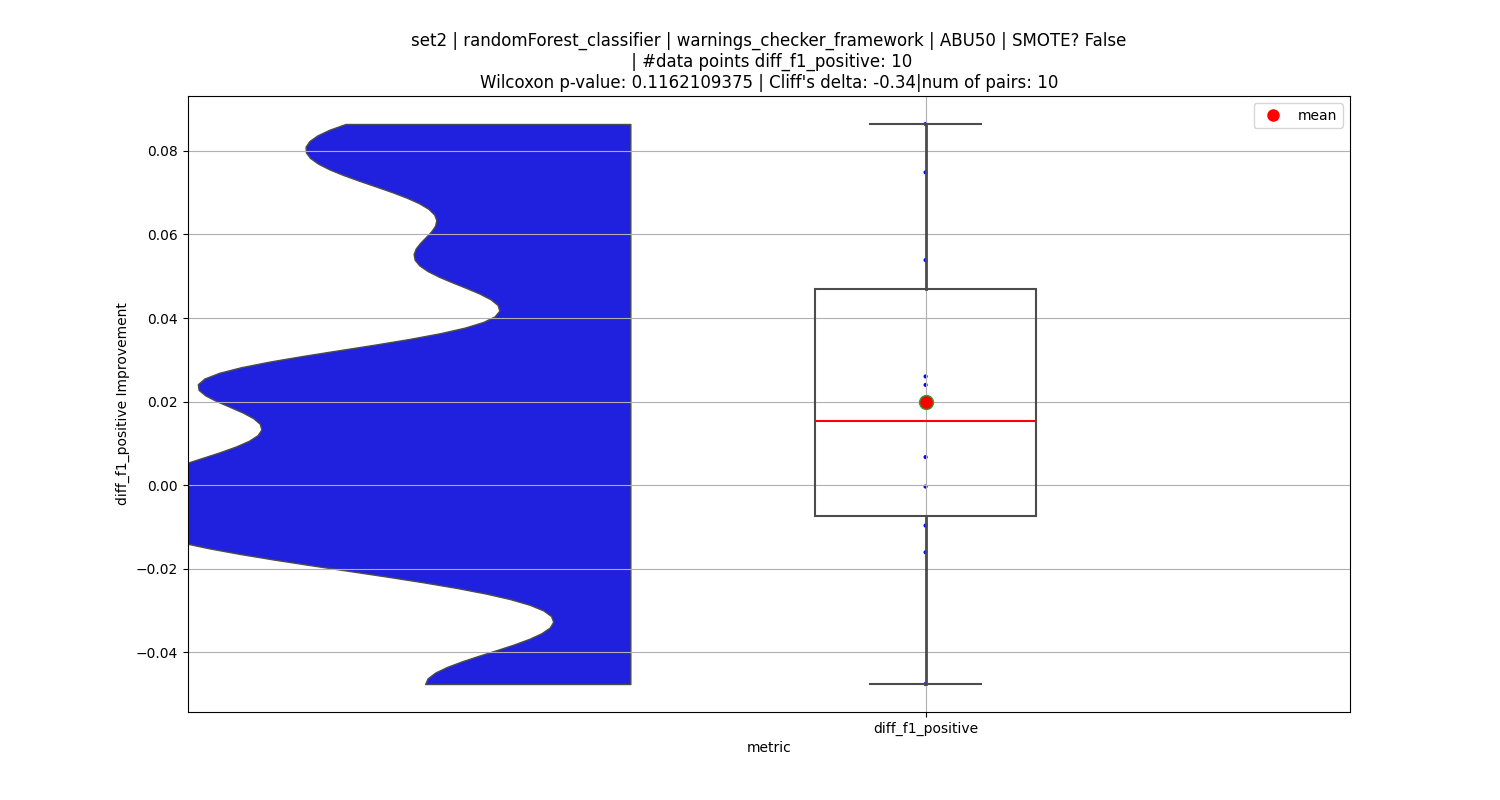 set2 | randomForest_classifier | warnings_checker_framework | ABU50 | SMOTE? False
| #data points diff_f1_positive: 10
Wilcoxon p-value: 0.1162109375 | Cliff's delta: -0.34|num of pairs: 10
mean
0.08
0.06
0.04
0.02
0.00
−0.02
−0.04
diff_f1_positive Improvement
diff_f1_positive
metric